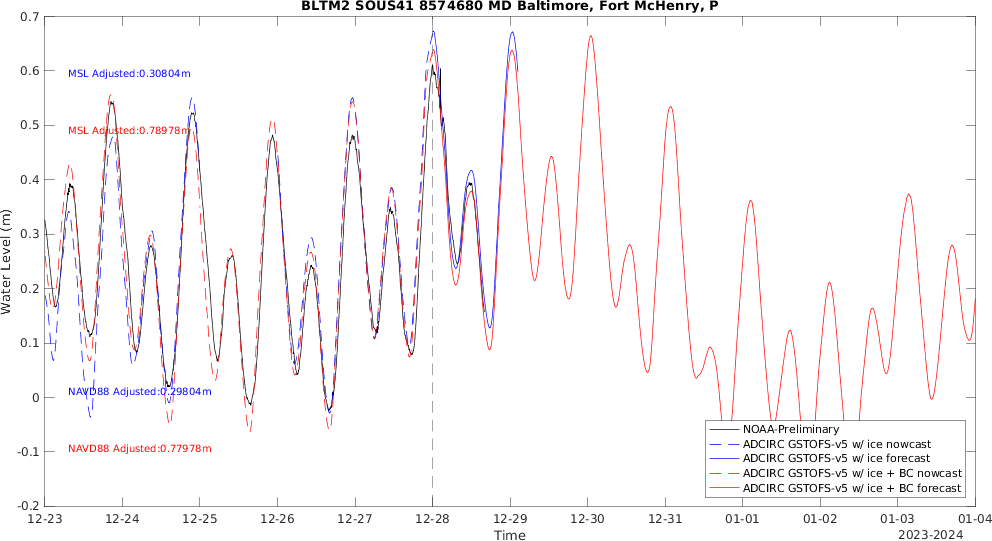 BLTM2 SOUS41 8574680 MD Baltimore, Fort McHenry, P
0.7
0.6
0.5
0.4
0.3
0.2
0.1
0
-0.1
-0.2
Water Level (m)
MSL Adjusted:0.30804m
MSL Adjusted:0.78978m
NAVD88 Adjusted:0.29804m
NAVD88 Adjusted:0.77978m
NOAA-Preliminary
ADCIRC GSTOFS-v5 w/ ice nowcast
ADCIRC GSTOFS-v5 w/ ice forecast
ADCIRC GSTOFS-v5 w/ ice + BC nowcast
ADCIRC GSTOFS-v5 w/ ice + BC forecast
12-23 12-24 12-25 12-26 12-27 12-28 12-29 12-30 12-31 01-01 01-02 01-03 01-04
Time
2023-2024